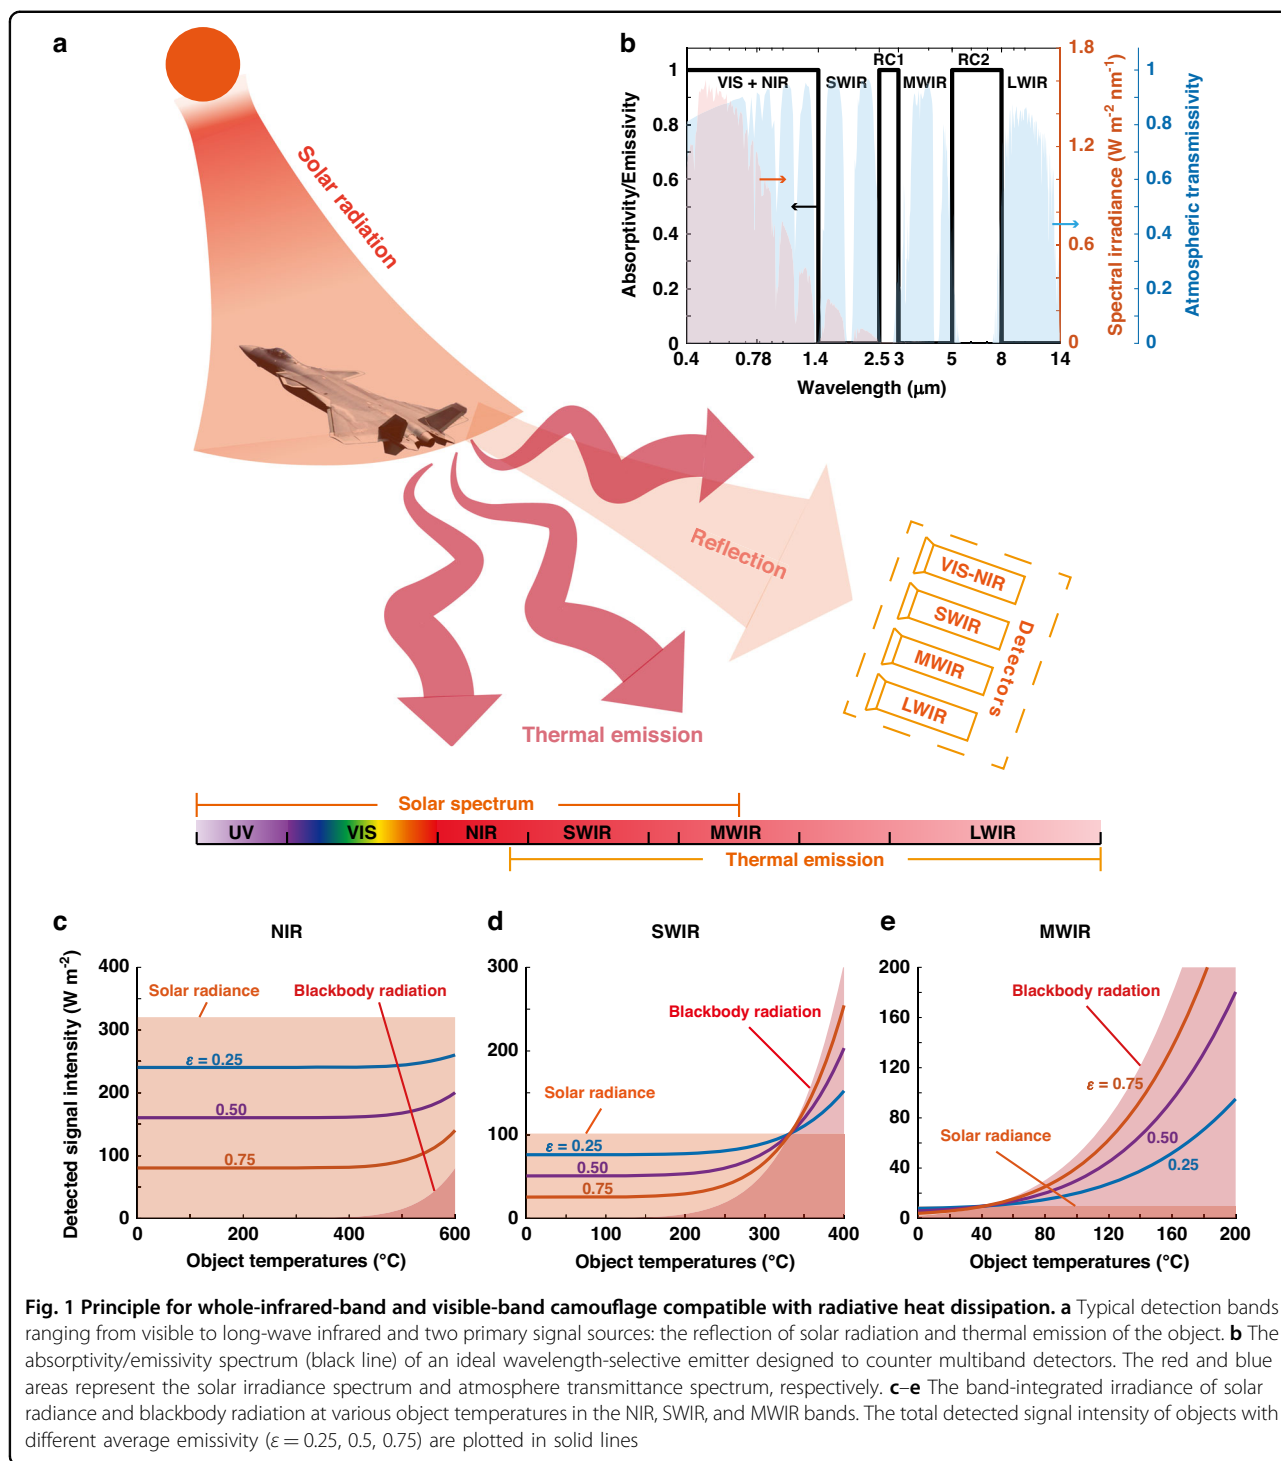 a
Solar radiation
Reflection
Thermal emission
VIS-NIR
SWIR
MWIR
LWIR
Detectors
b
RC1
RC2
VIS + NIR
SWIR
MWIR
LWIR
1
0.8
0.6
0.4
0.2
0
Absorptivity/Emissivity
0.4
0.78
1.4
2.5
3
5
8
14
Wavelength (μm)
1.8
1.2
0.6
0
Spectral irradiance (W m-2 nm-1)
1
0.8
0.6
0.4
0.2
0
Atmospheric transmissivity
Solar spectrum
UV
VIS
NIR
SWIR
MWIR
LWIR
Thermal emission
c
NIR
400
300
200
100
0
Detected signal intensity (W m-2)
Solar radiance
Blackbody radiation
ε = 0.25
0.50
0.75
0
200
400
600
Object temperatures (°C)
d
SWIR
300
200
100
0
Blackbody radiation
Solar radiance
ε = 0.25
0.50
0.75
0
100
200
300
400
Object temperatures (°C)
e
MWIR
200
160
120
80
40
0
Blackbody radation
ε = 0.75
Solar radiance
0.50
0.25
0
40
80
120
160
200
Object temperatures (°C)
Fig. 1 Principle for whole-infrared-band and visible-band camouflage compatible with radiative heat dissipation. a Typical detection bands
ranging from visible to long-wave infrared and two primary signal sources: the reflection of solar radiation and thermal emission of the object. b The
absorptivity/emissivity spectrum (black line) of an ideal wavelength-selective emitter designed to counter multiband detectors. The red and blue
areas represent the solar irradiance spectrum and atmosphere transmittance spectrum, respectively. c–e The band-integrated irradiance of solar
radiance and blackbody radiation at various object temperatures in the NIR, SWIR, and MWIR bands. The total detected signal intensity of objects with
different average emissivity (ε = 0.25, 0.5, 0.75) are plotted in solid lines